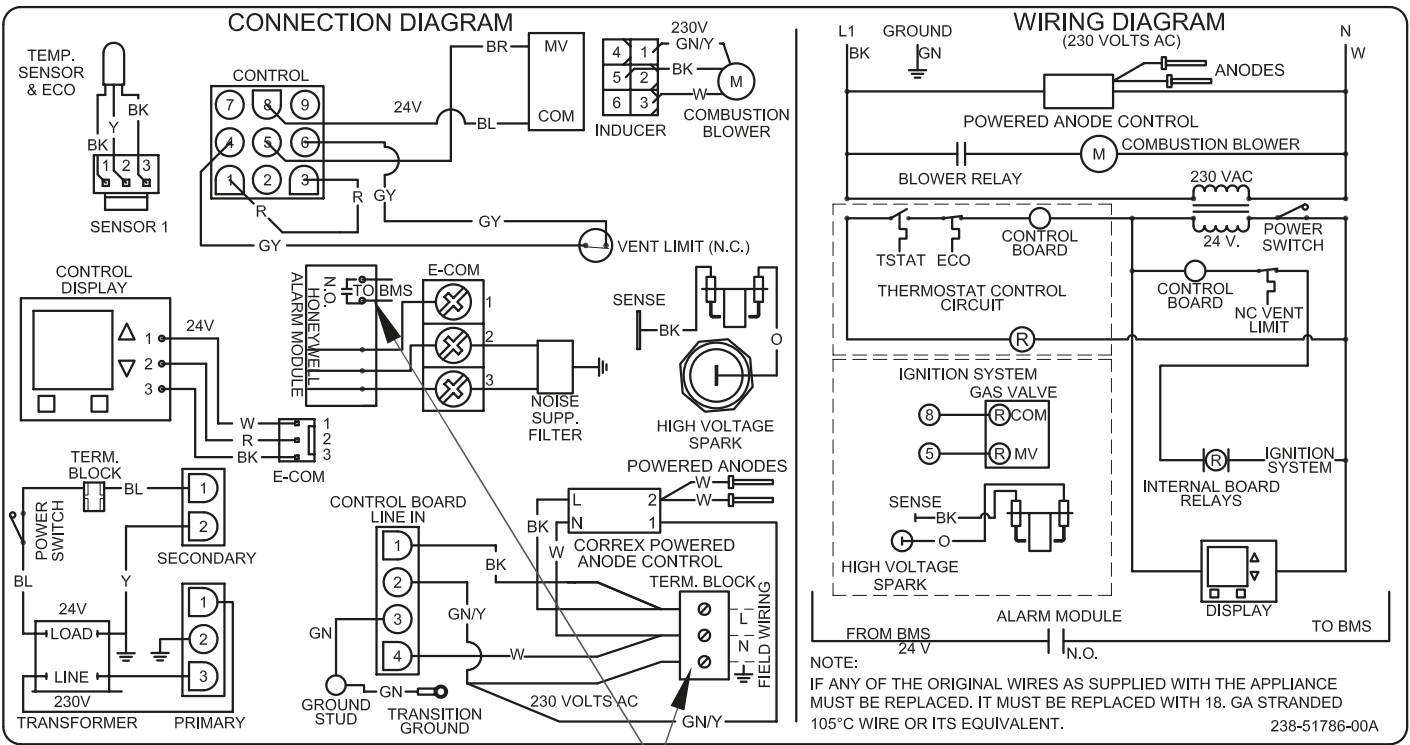 CONNECTION DIAGRAM
TEMP.
SENSOR
& ECO
BK
Y
BK
1 2 3
SENSOR 1
CONTROL
7 8 9
4 5 6
1 2 3
R
R
GY
GY
GY
24V
BL
BR
MV
COM
4 1
5 2
6 3
INDUCER
230V
GN/Y
BK
W
M
COMBUSTION
BLOWER
VENT LIMIT (N.C.)
CONTROL
DISPLAY
1
2
3
24V
W
R
BK
1
2
3
E-COM
HONEYWELL
ALARM MODULE
N.O.
TO BMS
E-COM
1
2
3
NOISE
SUPP.
FILTER
SENSE
BK
O
HIGH VOLTAGE
SPARK
TERM.
BLOCK
BL
POWER
SWITCH
1
2
SECONDARY
BL
Y
24V
LOAD
LINE
230V
TRANSFORMER
1
2
3
PRIMARY
CONTROL BOARD
LINE IN
1
2
3
4
BK
GN/Y
GN
W
GN
GROUND
STUD
TRANSITION
GROUND
POWERED ANODES
W
W
L 2
N 1
BK
W
CORREX POWERED
ANODE CONTROL
TERM. BLOCK
L
N
FIELD WIRING
230 VOLTS AC
GN/Y
WIRING DIAGRAM
(230 VOLTS AC)
L1
BK
GROUND
GN
N
W
ANODES
POWERED ANODE CONTROL
M
COMBUSTION BLOWER
BLOWER RELAY
230 VAC
24 V.
POWER
SWITCH
TSTAT ECO
CONTROL
BOARD
THERMOSTAT CONTROL
CIRCUIT
CONTROL
BOARD
NC VENT
LIMIT
R
IGNITION SYSTEM
GAS VALVE
8 R COM
5 R MV
SENSE
BK
O
HIGH VOLTAGE
SPARK
R
IGNITION
SYSTEM
INTERNAL BOARD
RELAYS
DISPLAY
ALARM MODULE
FROM BMS
24 V
N.O.
TO BMS
NOTE:
IF ANY OF THE ORIGINAL WIRES AS SUPPLIED WITH THE APPLIANCE
MUST BE REPLACED. IT MUST BE REPLACED WITH 18. GA STRANDED
105°C WIRE OR ITS EQUIVALENT.
238-51786-00A